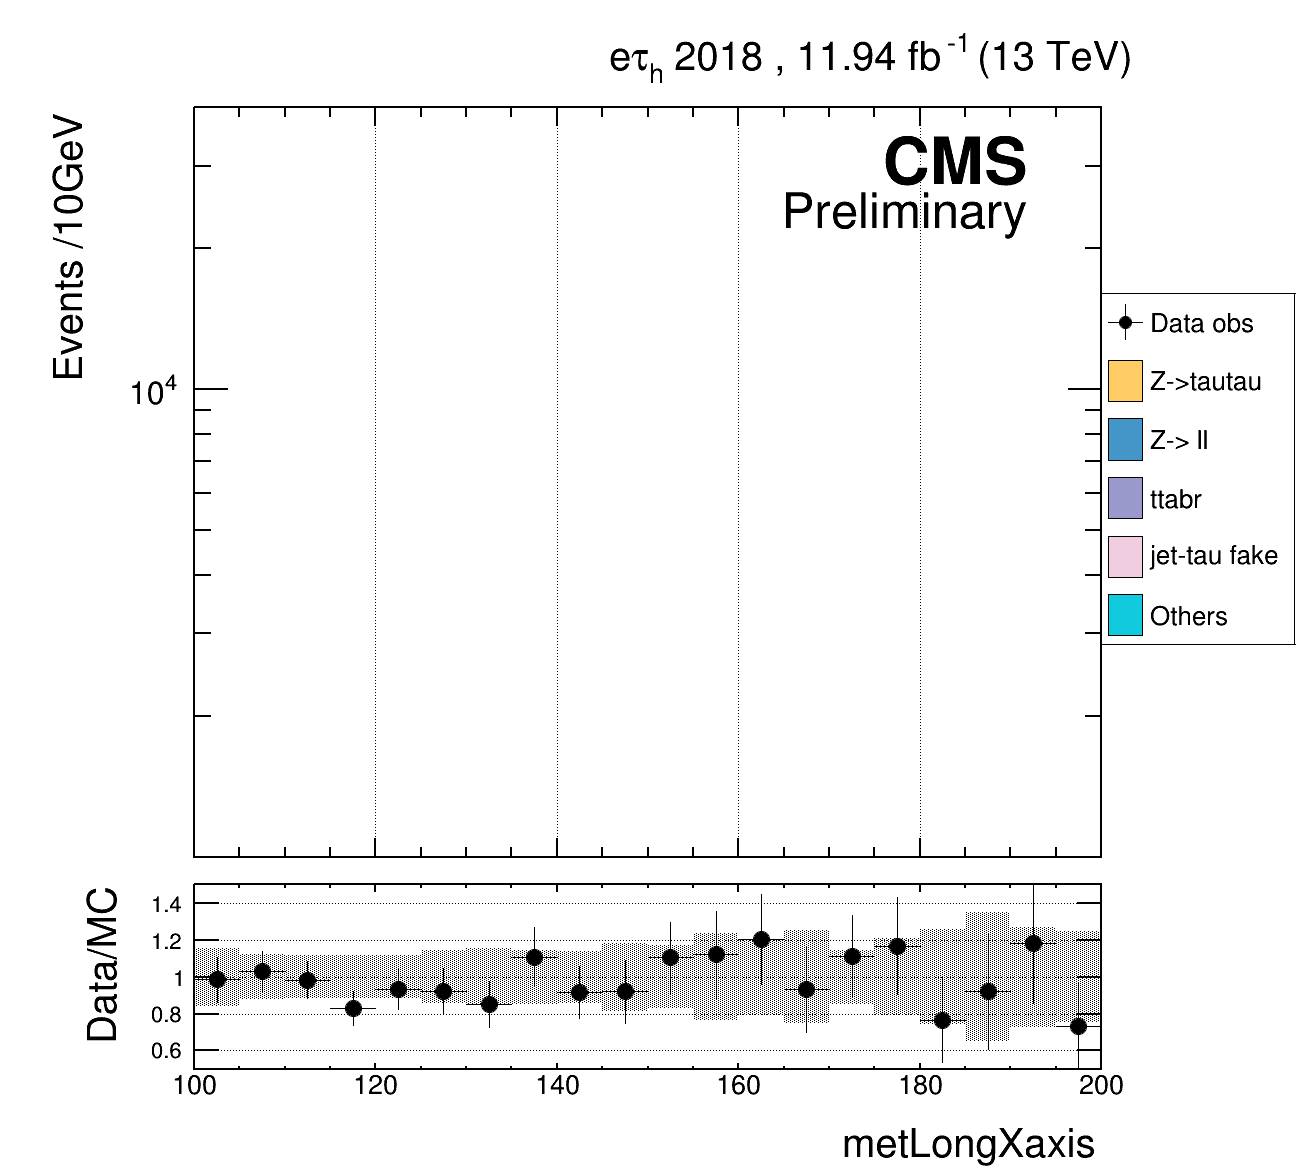 eτh 2018 , 11.94 fb-1 (13 TeV)
Events /10GeV
CMS
Preliminary
10^4
Data obs
Z->tautau
Z-> ll
ttabr
jet-tau fake
Others
Data/MC
1.4
1.2
1
0.8
0.6
100 120 140 160 180 200
metLongXaxis